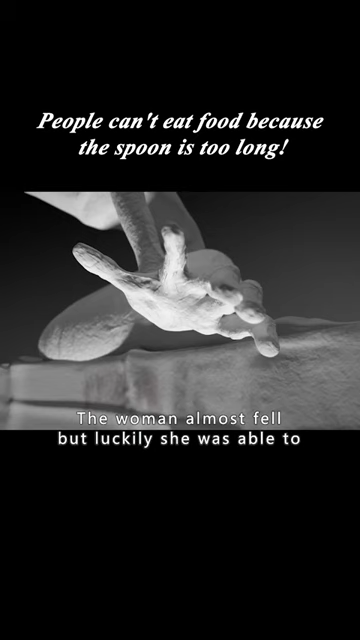 People can't eat food because
the spoon is too long!
The woman almost fell
but luckily she was able to